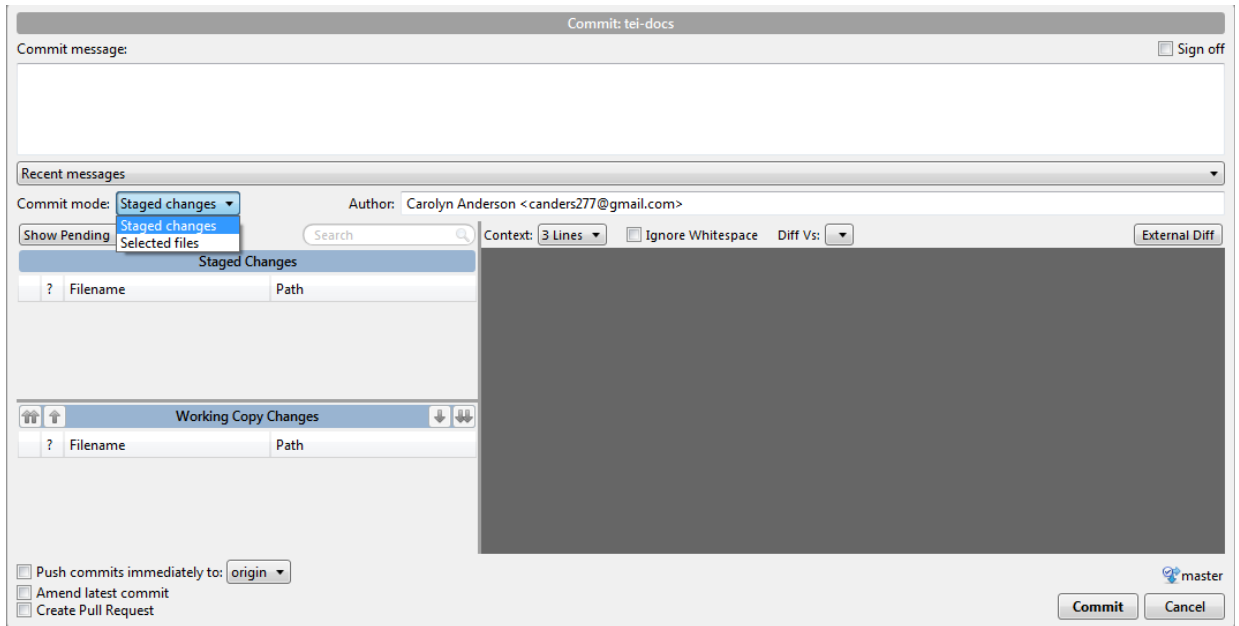 Commit: tei-docs
Commit message:
Sign off
Recent messages
Commit mode: Staged changes
Author: Carolyn Anderson <canders277@gmail.com>
Staged changes
Selected files
Show Pending
Search
Context: 3 Lines
Ignore Whitespace
Diff Vs:
External Diff
Staged Changes
? Filename Path
Working Copy Changes
? Filename Path
Push commits immediately to: origin
master
Amend latest commit
Create Pull Request
Commit
Cancel